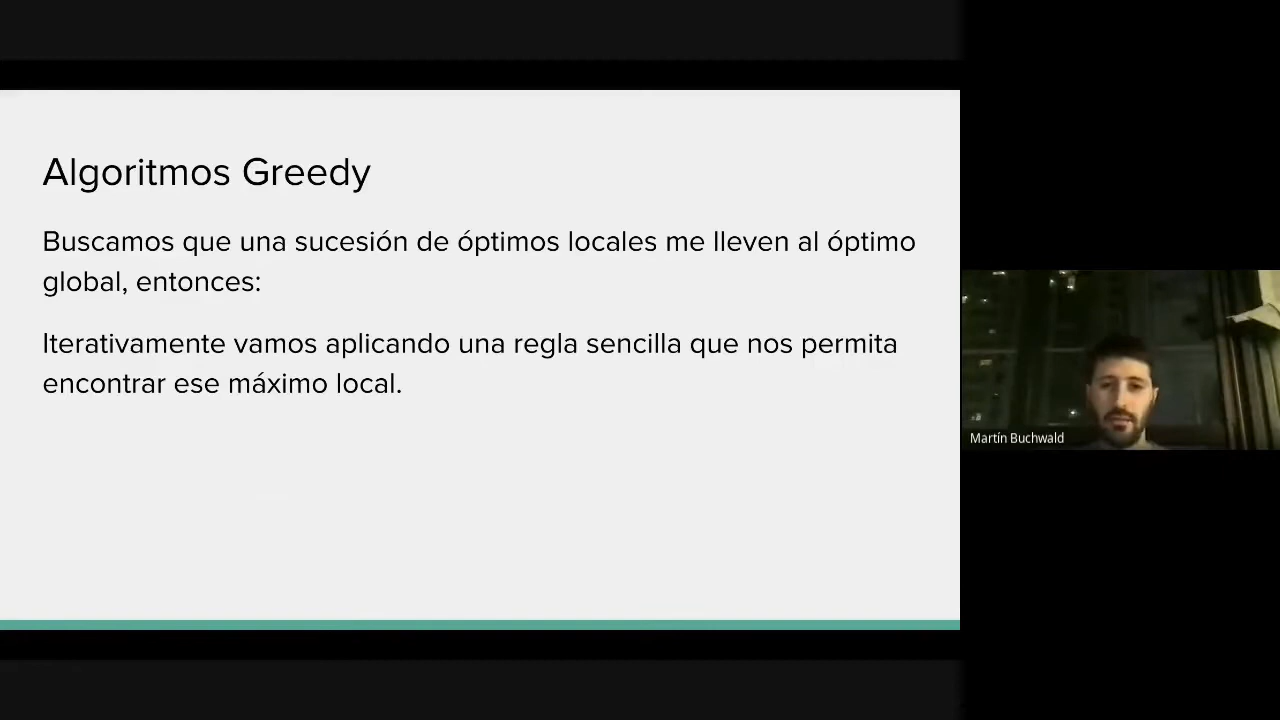 Algoritmos Greedy
Buscamos que una sucesión de óptimos locales me lleven al óptimo
global, entonces:
Iterativamente vamos aplicando una regla sencilla que nos permita
encontrar ese máximo local.
Martín Buchwald